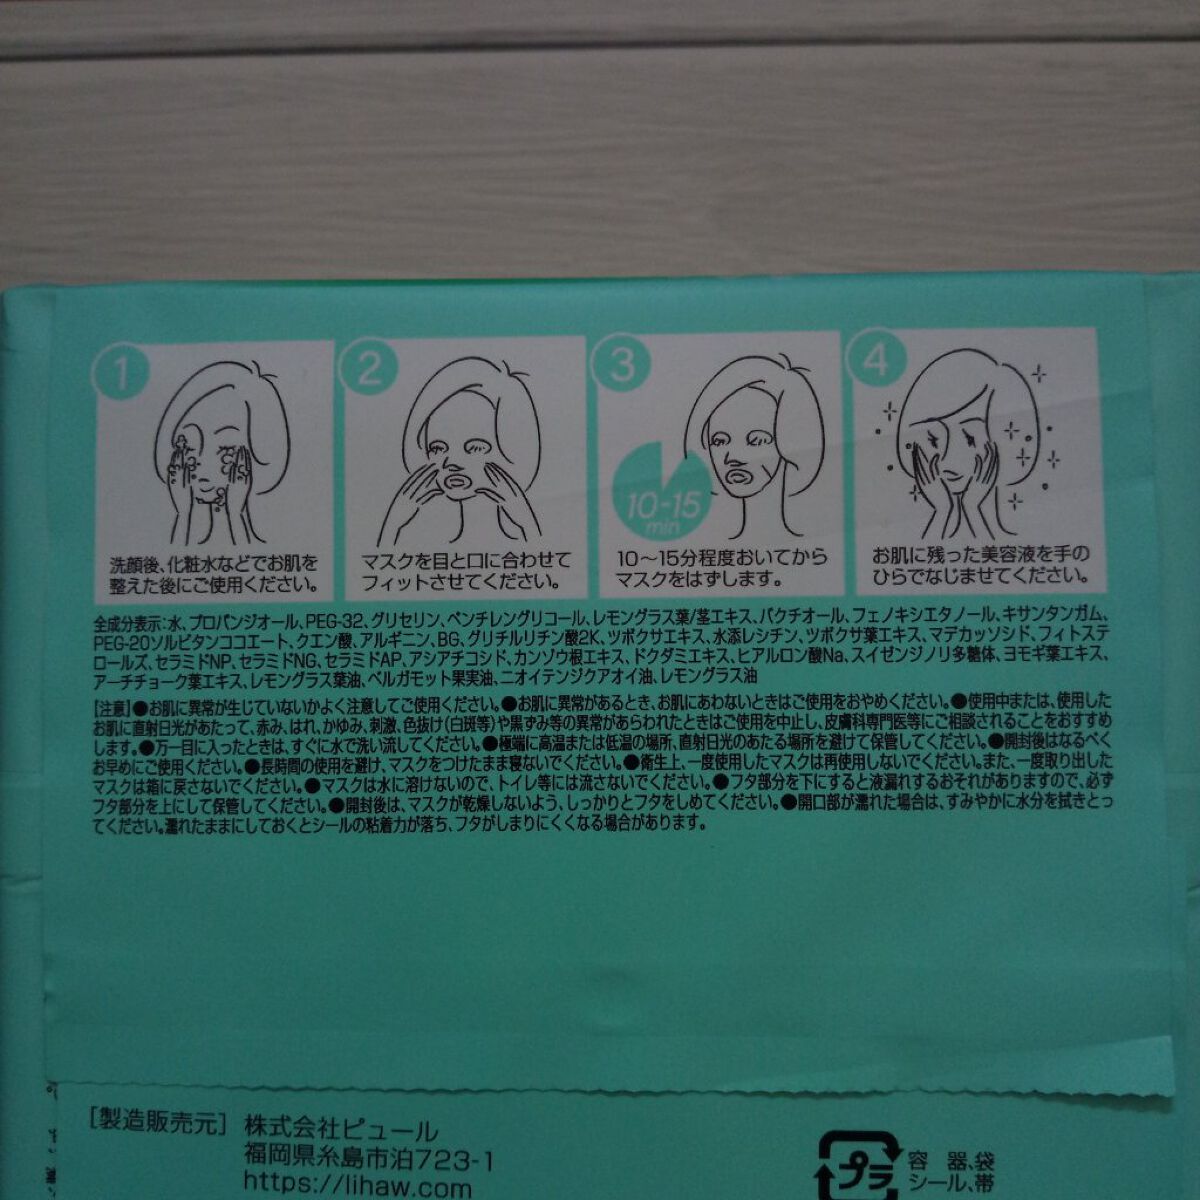 1
2
3
4
10-15
min
洗顔後、化粧水などでお肌を
整えた後にご使用ください。
マスクを目と口に合わせて
フィットさせてください。
10～15分程度おいてから
マスクをはずします。
お肌に残った美容液を手の
ひらでなじませてください。
全成分表示:水、プロパンジオール、PEG-32、グリセリン、ペンチレングリコール、レモングラス葉/茎エキス、バクチオール、フェノキシエタノール、キサンタンガム、
PEG-20ソルビタンココエート、クエン酸、アルギニン、BG、グリチルリチン酸2K、ツボクサエキス、水添レシチン、ツボクサ葉エキス、マデカッソシド、フィトステ
ロールズ、セラミドNP、セラミドNG、セラミドAP、アシアチコシド、カンゾウ根エキス、ドクダミエキス、ヒアルロン酸Na、スイゼンジノリ多糖体、ヨモギ葉エキス、
アーチチョーク葉エキス、レモングラス葉油、ベルガモット果実油、ニオイテンジクアオイ油、レモングラス油
[注意]●お肌に異常が生じていないかよく注意してご使用ください。●お肌に異常があるとき、お肌にあわないときはご使用をおやめください。●使用中または、使用した
お肌に直射日光があたって、赤み、はれ、かゆみ、刺激、色抜け(白斑等)や黒ずみ等の異常があらわれたときはご使用を中止し、皮膚科専門医等にご相談されることをおすすめ
します。●万一目に入ったときは、すぐに水で洗い流してください。●極端に高温または低温の場所、直射日光のあたる場所を避けて保管してください。●開封後はなるべく
お早めにご使用ください。●長時間の使用を避け、マスクをつけたまま寝ないでください。●衛生上、一度使用したマスクは再使用しないでください。また、一度取り出した
マスクは箱に戻さないでください。●マスクは水に溶けないので、トイレ等には流さないでください。●フタ部分を下にすると液漏れするおそれがありますので、必ず
フタ部分を上にして保管してください。●開封後は、マスクが乾燥しないよう、しっかりとフタをしめてください。●開口部が濡れた場合は、すみやかに水分を拭きとっ
てください。濡れたままにしておくとシールの粘着力が落ち、フタがしまりにくくなる場合があります。
[製造販売元] 株式会社ピュール
福岡県糸島市泊723-1
https://lihaw.com
プラ
容器、袋
シール、帯